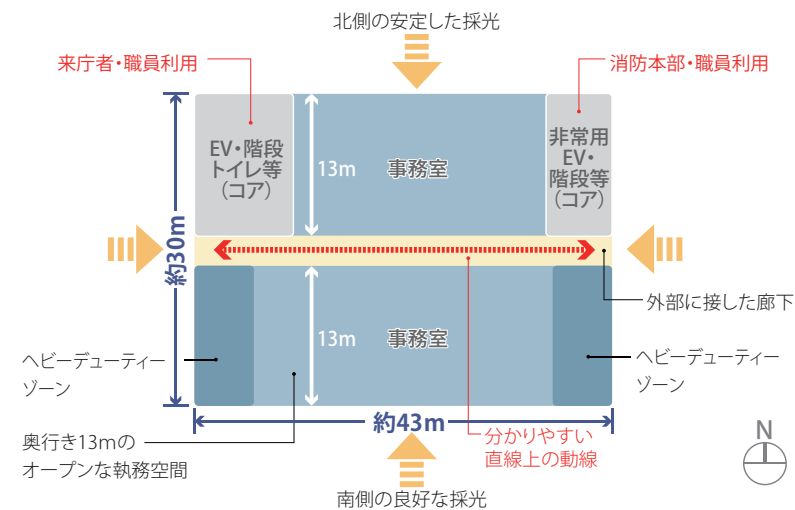 北側の安定した採光
来庁者・職員利用
消防本部・職員利用
EV・階段
トイレ等
（コア）
13m
事務室
非常用
EV・
階段等
（コア）
約30m
外部に接した廊下
13m
事務室
ヘビーデューティー
ゾーン
ヘビーデューティー
ゾーン
約43m
奥行き13mの
オープンな執務空間
分かりやすい
直線上の動線
N
南側の良好な採光